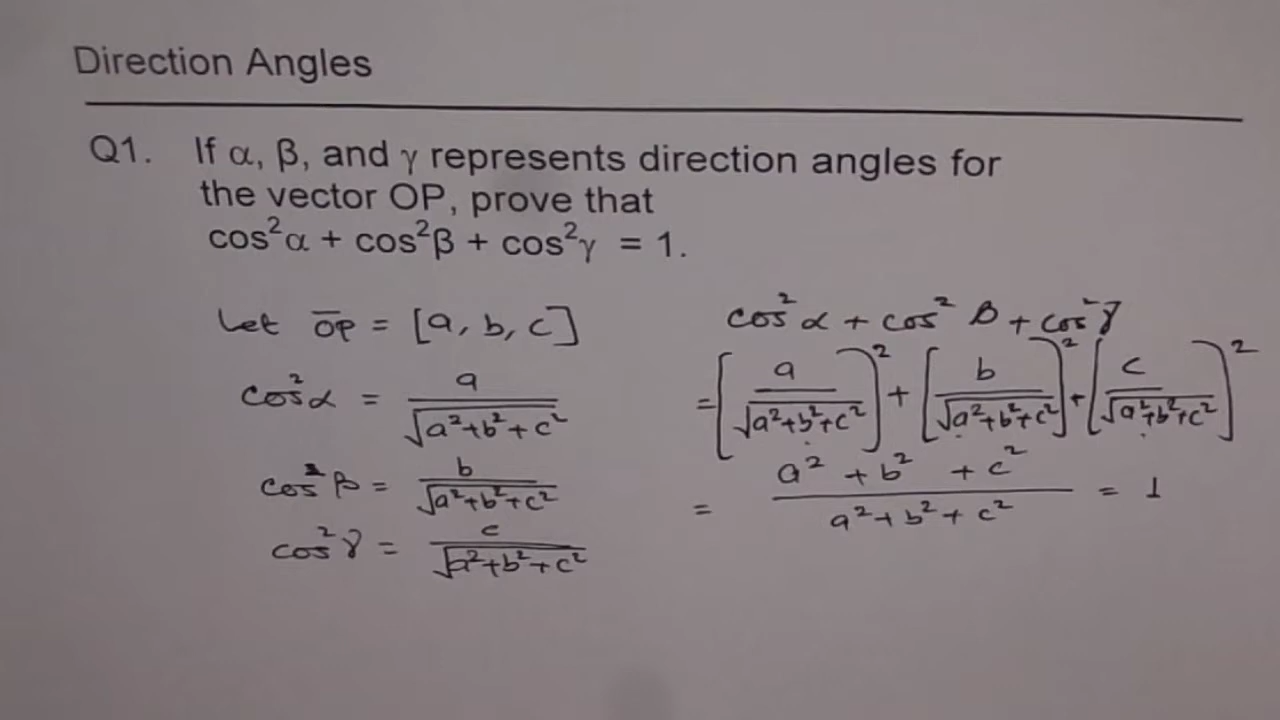 Direction Angles
Q1. If α, β, and γ represents direction angles for
the vector OP, prove that
cos²α + cos²β + cos²γ = 1.
Let O̅P̅ = [a, b, c]
cos²α = a / √(a²+b²+c²)
cos²β = b / √(a²+b²+c²)
cos²γ = c / √(a²+b²+c²)
cos²α + cos²β + cos²γ
= [a / √(a²+b²+c²)]² + [b / √(a²+b²+c²)]² + [c / √(a²+b²+c²)]²
= (a² + b² + c²) / (a²+b²+c²) = 1